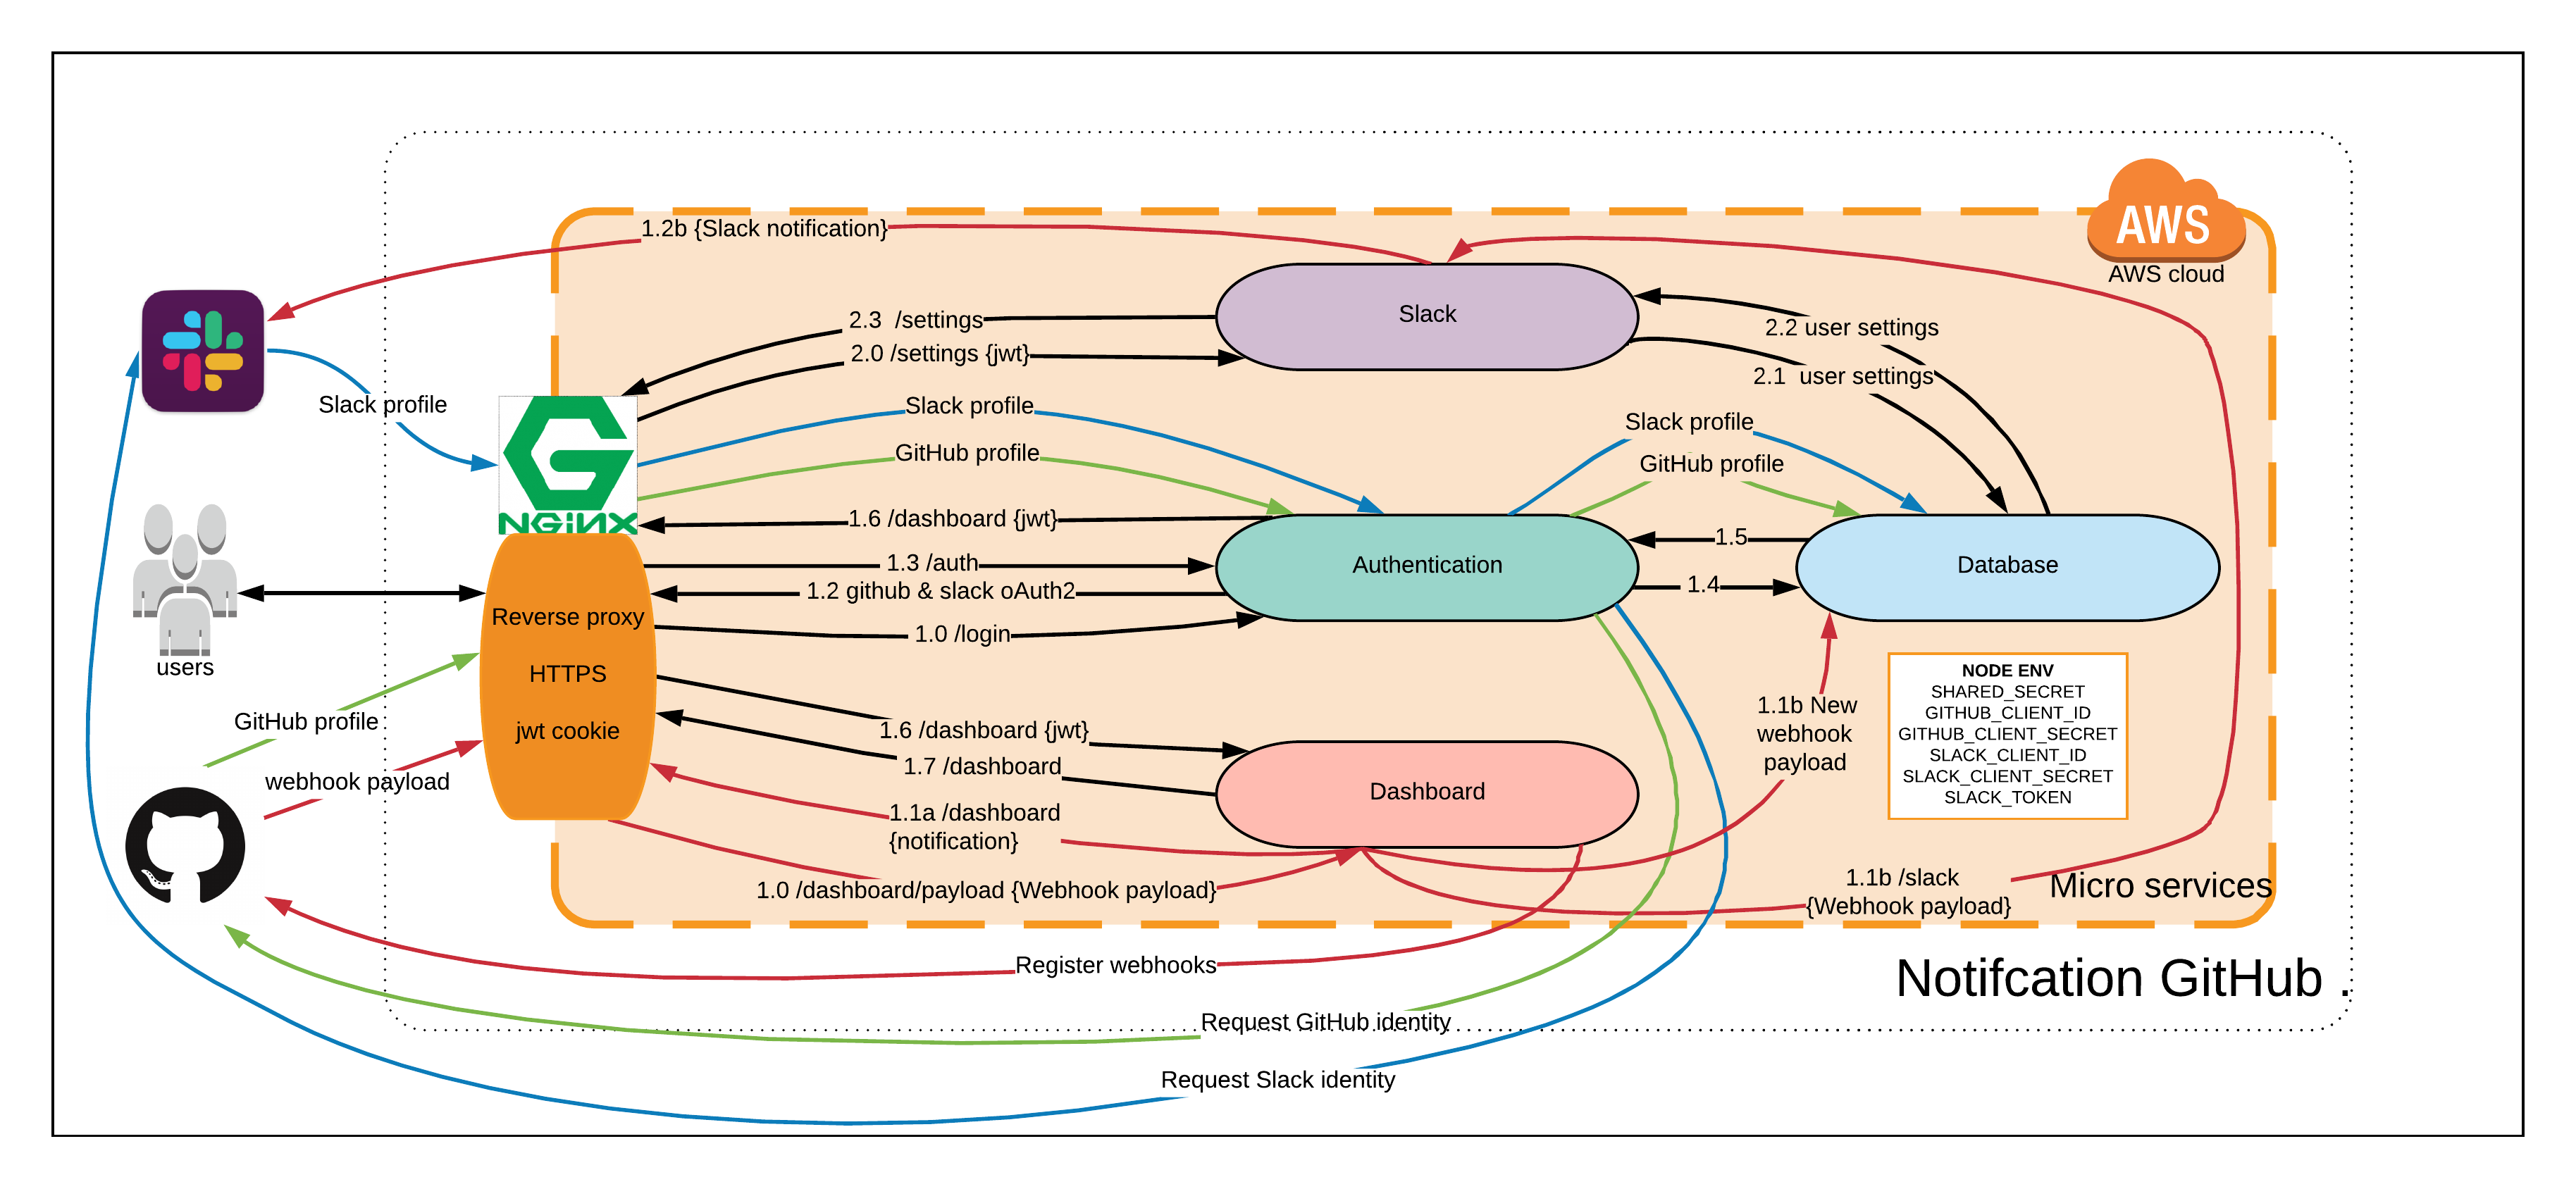 AWS
AWS cloud
1.2b {Slack notification}
Slack
2.3 /settings
2.0 /settings {jwt}
2.2 user settings
2.1 user settings
Slack profile
Slack profile
Slack profile
GitHub profile
GitHub profile
NGiNX
1.6 /dashboard {jwt}
1.5
1.3 /auth
Authentication
Database
1.2 github & slack oAuth2
1.4
Reverse proxy
1.0 /login
users
HTTPS
jwt cookie
NODE ENV
SHARED_SECRET
GITHUB_CLIENT_ID
GITHUB_CLIENT_SECRET
SLACK_CLIENT_ID
SLACK_CLIENT_SECRET
SLACK_TOKEN
GitHub profile
1.6 /dashboard {jwt}
1.1b New
webhook
payload
webhook payload
1.7 /dashboard
Dashboard
1.1a /dashboard
{notification}
1.0 /dashboard/payload {Webhook payload}
1.1b /slack
{Webhook payload}
Micro services
Register webhooks
Notifcation GitHub .
Request GitHub identity
Request Slack identity